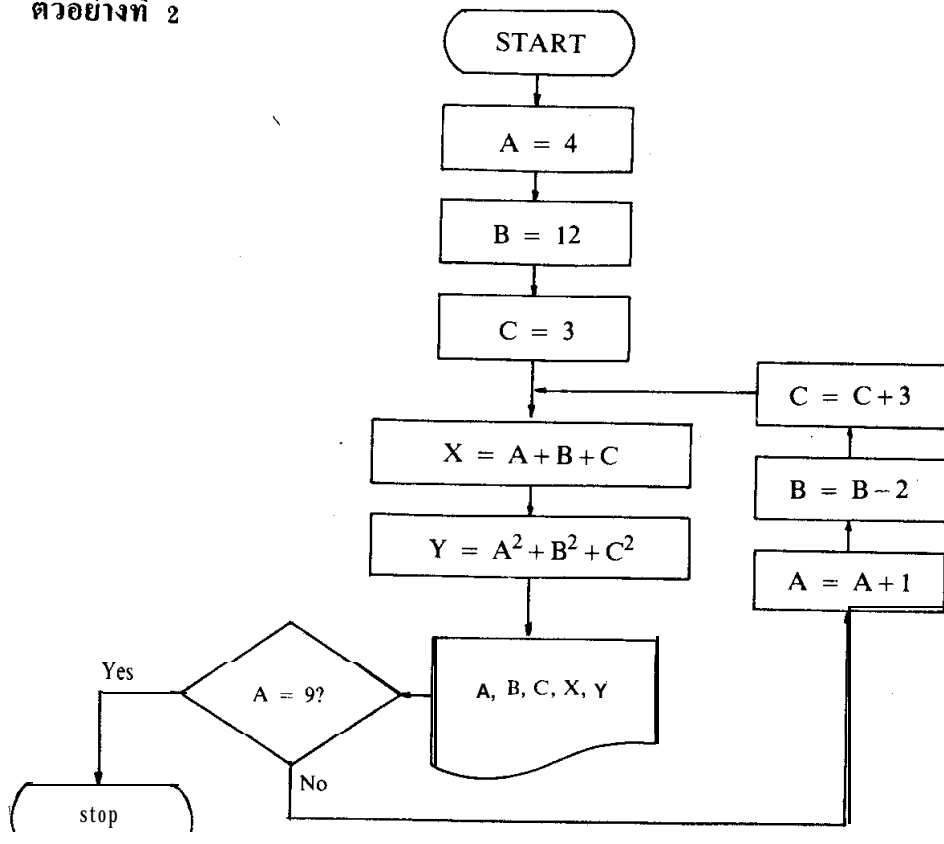 ตัวอย่างที่ 2
START
A = 4
B = 12
C = 3
X = A+B+C
Y = A²+B²+C²
A, B, C, X, Y
A = 9?
Yes
stop
No
A = A+1
B = B-2
C = C+3